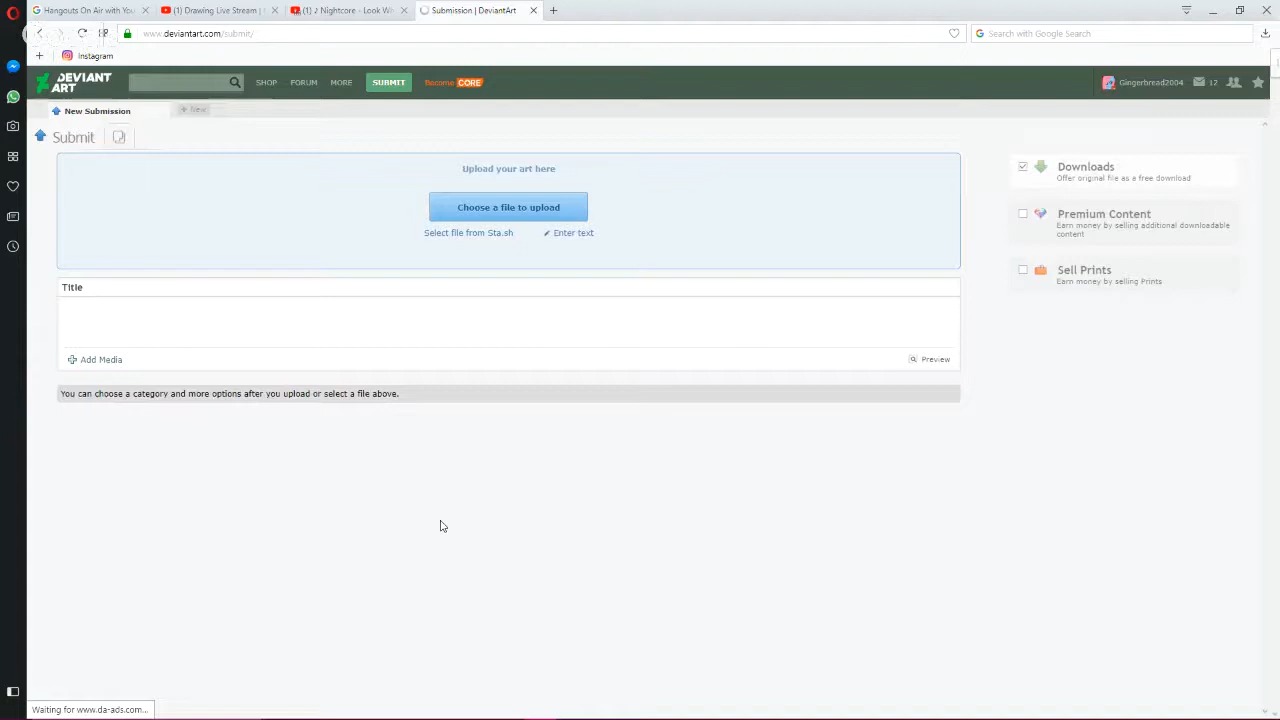 Hangouts On Air with You
(1) Drawing Live Stream |
(1) ♪ Nightcore - Look Wh
Submission | DeviantArt
www.deviantart.com/submit/
Search with Google Search
Instagram
DEVIANT
ART
SHOP
FORUM
MORE
SUBMIT
Become CORE
Gingerbread2004
12
New Submission
New
Submit
Upload your art here
Choose a file to upload
Select file from Sta.sh
Enter text
Downloads
Offer original file as a free download
Premium Content
Earn money by selling additional downloadable
content
Sell Prints
Earn money by selling Prints
Title
Add Media
Preview
You can choose a category and more options after you upload or select a file above.
Waiting for www.da-ads.com...